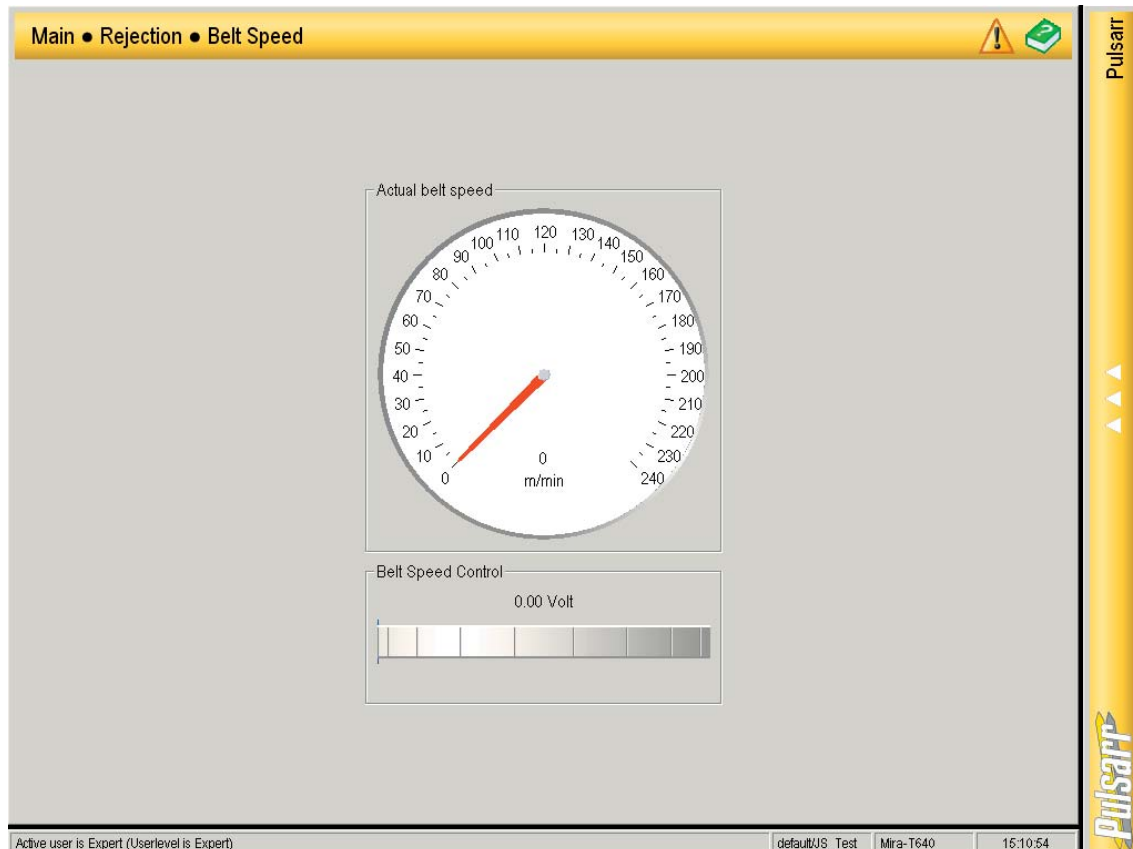 Main ● Rejection ● Belt Speed
Pulsarr
Actual belt speed
0
10
20
30
40
50
60
70
80
90
100
110
120
130
140
150
160
170
180
190
200
210
220
230
240
0
m/min
Belt Speed Control
0.00 Volt
Pulsarr
Active user is Expert (Userlevel is Expert)
default/JS_Test
Mira-T640
15:10:54